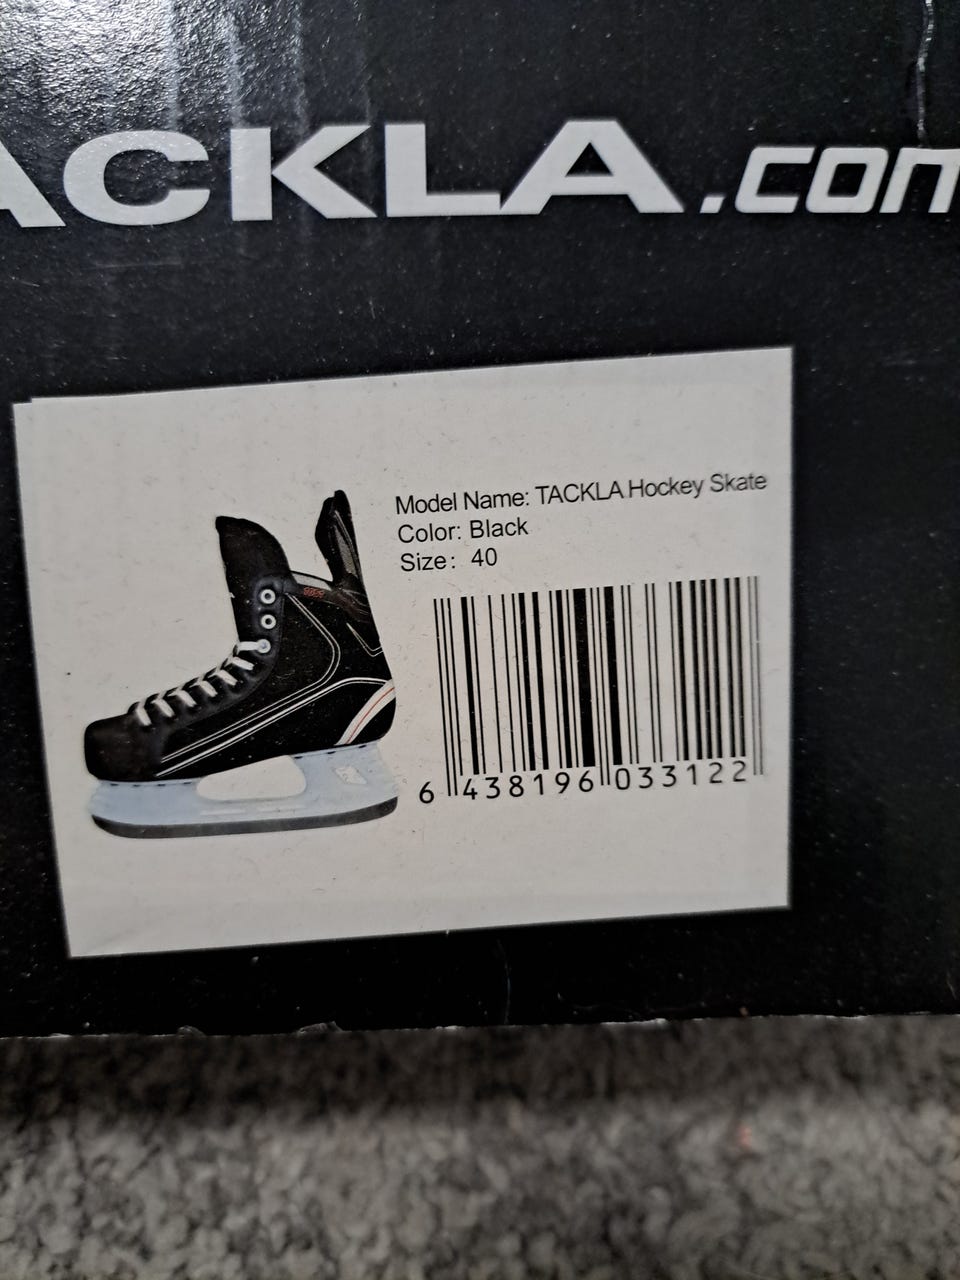 ACKLA.com
Model Name: TACKLA Hockey Skate
Color: Black
Size: 40
6 438196 033122